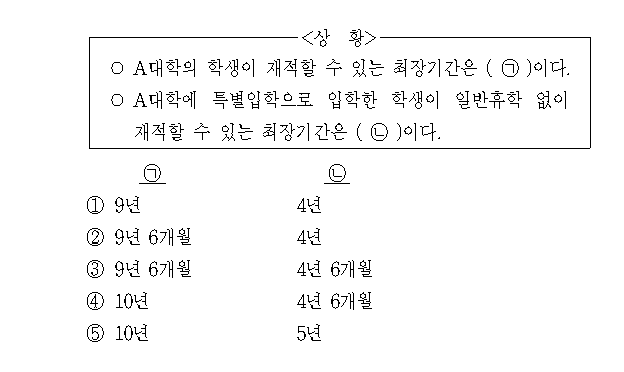 <상 황>
○ A대학의 학생이 재적할 수 있는 최장기간은 ( ㉠ )이다.
○ A대학에 특별입학으로 입학한 학생이 일반휴학 없이
재적할 수 있는 최장기간은 ( ㉡ )이다.
㉠ ㉡
① 9년 4년
② 9년 6개월 4년
③ 9년 6개월 4년 6개월
④ 10년 4년 6개월
⑤ 10년 5년